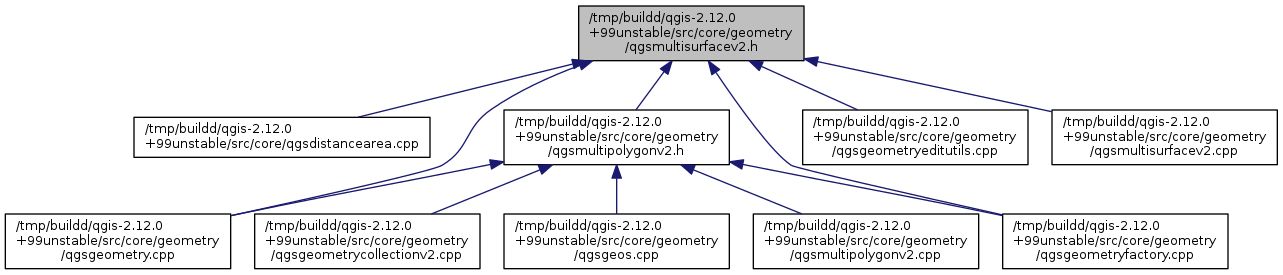 /tmp/buildd/qgis-2.12.0
+99unstable/src/core/geometry
/qgsmultisurfacev2.h
/tmp/buildd/qgis-2.12.0
+99unstable/src/core/qgsdistancearea.cpp
/tmp/buildd/qgis-2.12.0
+99unstable/src/core/geometry
/qgsmultipolygonv2.h
/tmp/buildd/qgis-2.12.0
+99unstable/src/core/geometry
/qgsgeometryeditutils.cpp
/tmp/buildd/qgis-2.12.0
+99unstable/src/core/geometry
/qgsmultisurfacev2.cpp
/tmp/buildd/qgis-2.12.0
+99unstable/src/core/geometry
/qgsgeometry.cpp
/tmp/buildd/qgis-2.12.0
+99unstable/src/core/geometry
/qgsgeometrycollectionv2.cpp
/tmp/buildd/qgis-2.12.0
+99unstable/src/core/geometry
/qgsgeos.cpp
/tmp/buildd/qgis-2.12.0
+99unstable/src/core/geometry
/qgsmultipolygonv2.cpp
/tmp/buildd/qgis-2.12.0
+99unstable/src/core/geometry
/qgsgeometryfactory.cpp